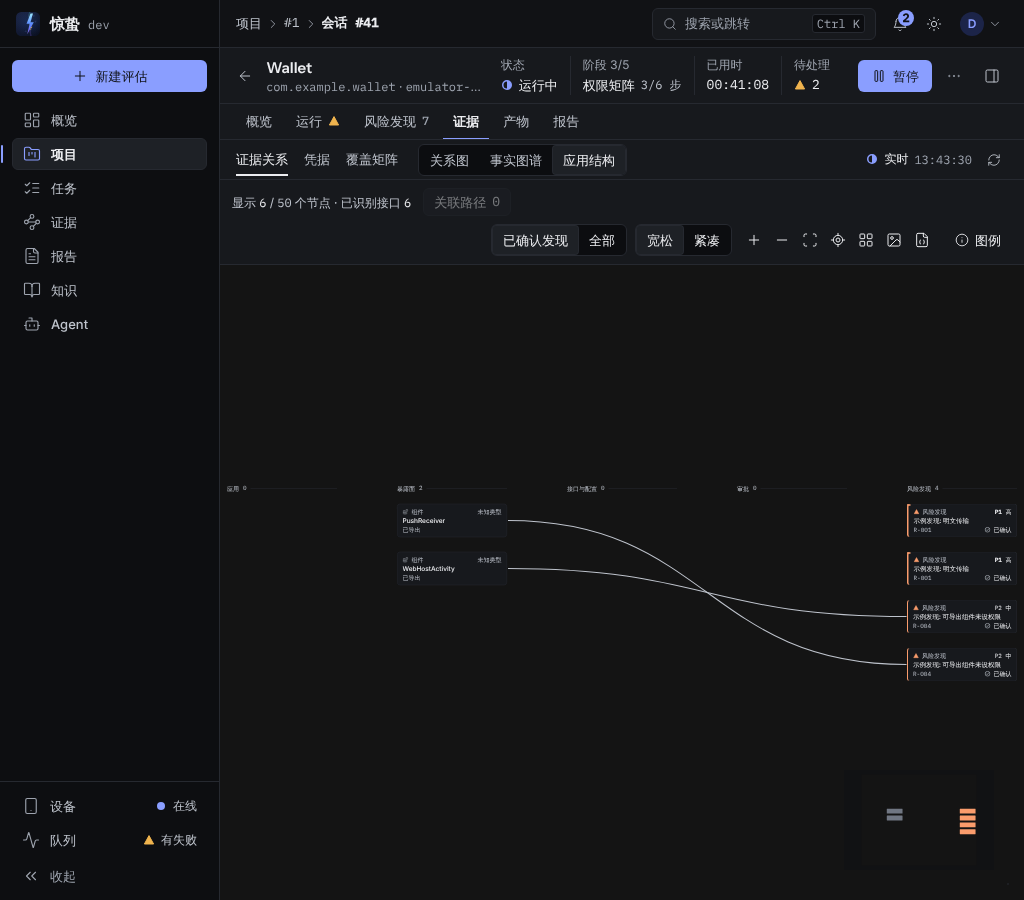 惊蛰 dev
项目 > #1 > 会话 #41
搜索或跳转 Ctrl K
2
D
新建评估
概览
项目
任务
证据
报告
知识
Agent
设备 在线
队列 有失败
收起
Wallet
com.example.wallet · emulator-...
状态
运行中
阶段 3/5
权限矩阵 3/6 步
已用时
00:41:08
待处理
2
暂停
概览 运行 风险发现 7 证据 产物 报告
证据关系 凭据 覆盖矩阵 关系图 事实图谱 应用结构
实时 13:43:30
显示 6 / 50 个节点 · 已识别接口 6 关联路径 0
已确认发现 全部 宽松 紧凑 图例
应用 0
暴露面 2
接口与配置 0
审批 0
风险发现 4
组件 未知类型
PushReceiver
已导出
组件 未知类型
WebHostActivity
已导出
风险发现 P1 高
示例发现: 明文传输
R-001 已确认
风险发现 P1 高
示例发现: 明文传输
R-001 已确认
风险发现 P2 中
示例发现: 可导出组件未设权限
R-004 已确认
风险发现 P2 中
示例发现: 可导出组件未设权限
R-004 已确认